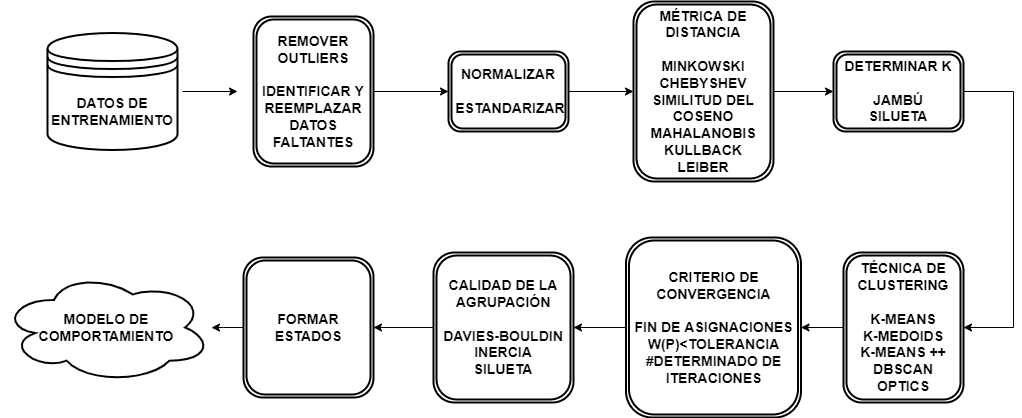 DATOS DE
ENTRENAMIENTO
REMOVER
OUTLIERS
IDENTIFICAR Y
REEMPLAZAR
DATOS
FALTANTES
NORMALIZAR
ESTANDARIZAR
MÉTRICA DE
DISTANCIA
MINKOWSKI
CHEBYSHEV
SIMILITUD DEL
COSENO
MAHALANOBIS
KULLBACK
LEIBER
DETERMINAR K
JAMBÚ
SILUETA
TÉCNICA DE
CLUSTERING
K-MEANS
K-MEDOIDS
K-MEANS ++
DBSCAN
OPTICS
CRITERIO DE
CONVERGENCIA
FIN DE ASIGNACIONES
W(P)<TOLERANCIA
#DETERMINADO DE
ITERACIONES
CALIDAD DE LA
AGRUPACIÓN
DAVIES-BOULDIN
INERCIA
SILUETA
FORMAR
ESTADOS
MODELO DE
COMPORTAMIENTO